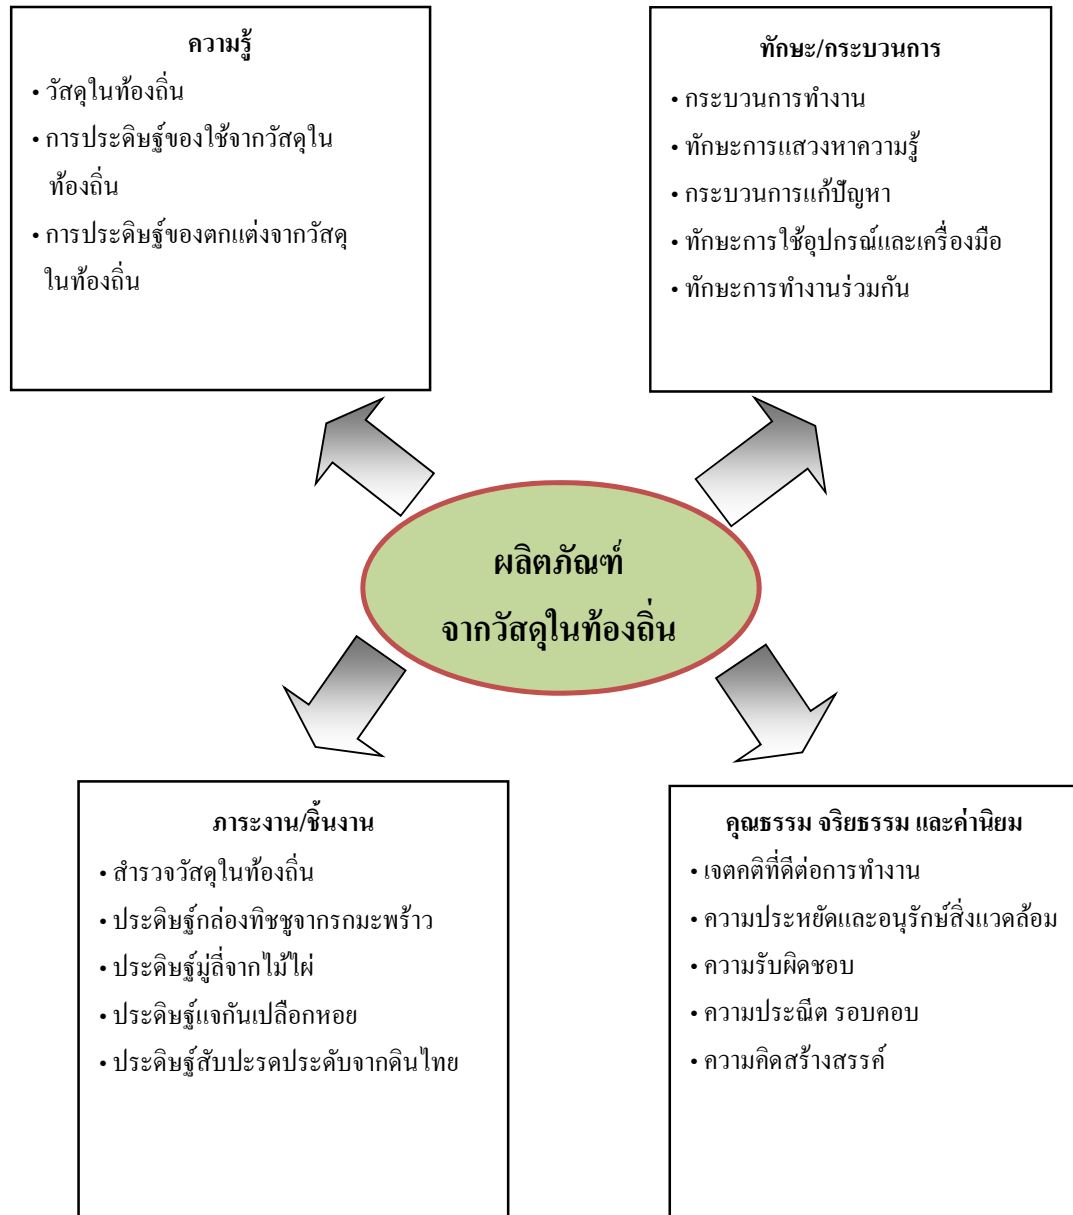 ความรู้
• วัสดุในท้องถิ่น
• การประดิษฐ์ของใช้จากวัสดุใน
ท้องถิ่น
• การประดิษฐ์ของตกแต่งจากวัสดุ
ในท้องถิ่น
ทักษะ/กระบวนการ
• กระบวนการทำงาน
• ทักษะการแสวงหาความรู้
• กระบวนการแก้ปัญหา
• ทักษะการใช้อุปกรณ์และเครื่องมือ
• ทักษะการทำงานร่วมกัน
ผลิตภัณฑ์
จากวัสดุในท้องถิ่น
ภาระงาน/ชิ้นงาน
• สำรวจวัสดุในท้องถิ่น
• ประดิษฐ์กล่องทิชชูจากรกมะพร้าว
• ประดิษฐ์มู่ลี่จากไม้ไผ่
• ประดิษฐ์แจกันเปลือกหอย
• ประดิษฐ์สับปะรดประดับจากดินไทย
คุณธรรม จริยธรรม และค่านิยม
• เจตคติที่ดีต่อการทำงาน
• ความประหยัดและอนุรักษ์สิ่งแวดล้อม
• ความรับผิดชอบ
• ความประณีต รอบคอบ
• ความคิดสร้างสรรค์